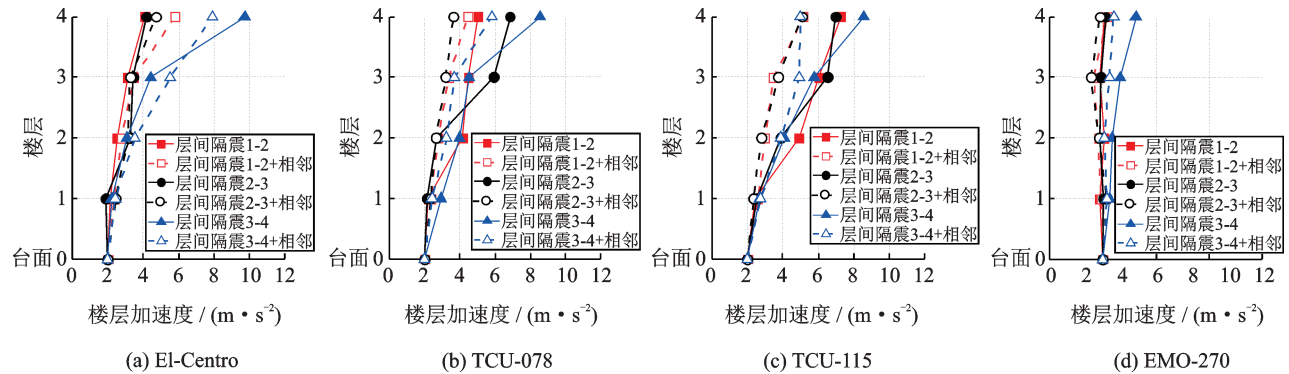 4
3
2
1
台面 0
楼层
层间隔震1-2
层间隔震1-2+相邻
层间隔震2-3
层间隔震2-3+相邻
层间隔震3-4
层间隔震3-4+相邻
0 2 4 6 8 10 12
楼层加速度 / (m·s⁻²)
(a) El-Centro
4
3
2
1
台面 0
楼层
层间隔震1-2
层间隔震1-2+相邻
层间隔震2-3
层间隔震2-3+相邻
层间隔震3-4
层间隔震3-4+相邻
0 2 4 6 8 10 12
楼层加速度 / (m·s⁻²)
(b) TCU-078
4
3
2
1
台面 0
楼层
层间隔震1-2
层间隔震1-2+相邻
层间隔震2-3
层间隔震2-3+相邻
层间隔震3-4
层间隔震3-4+相邻
0 2 4 6 8 10 12
楼层加速度 / (m·s⁻²)
(c) TCU-115
4
3
2
1
台面 0
楼层
层间隔震1-2
层间隔震1-2+相邻
层间隔震2-3
层间隔震2-3+相邻
层间隔震3-4
层间隔震3-4+相邻
0 2 4 6 8 10 12
楼层加速度 / (m·s⁻²)
(d) EMO-270